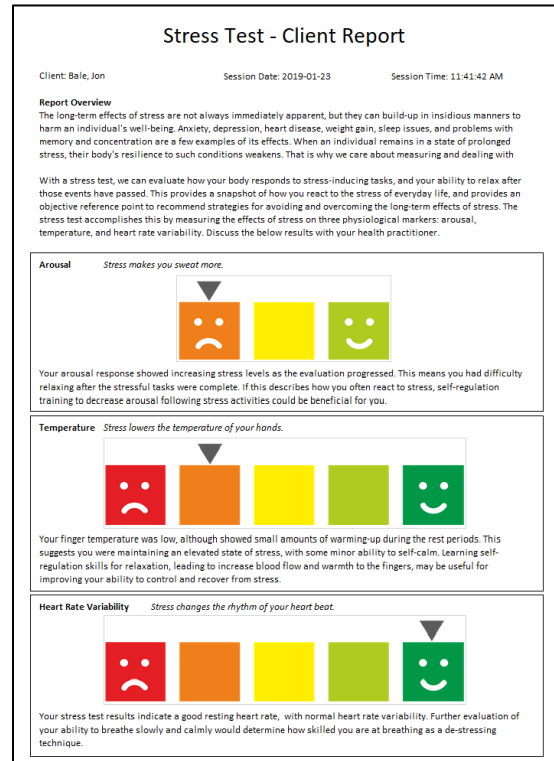 Stress Test - Client Report
Client: Bale, Jon
Session Date: 2019-01-23
Session Time: 11:41:42 AM
Report Overview
The long-term effects of stress are not always immediately apparent, but they can build-up in insidious manners to
harm an individual's well-being. Anxiety, depression, heart disease, weight gain, sleep issues, and problems with
memory and concentration are a few examples of its effects. When an individual remains in a state of prolonged
stress, their body's resilience to such conditions weakens. That is why we care about measuring and dealing with
With a stress test, we can evaluate how your body responds to stress-inducing tasks, and your ability to relax after
those events have passed. This provides a snapshot of how you react to the stress of everyday life, and provides an
objective reference point to recommend strategies for avoiding and overcoming the long-term effects of stress. The
stress test accomplishes this by measuring the effects of stress on three physiological markers: arousal,
temperature, and heart rate variability. Discuss the below results with your health practitioner.
Arousal Stress makes you sweat more.
Your arousal response showed increasing stress levels as the evaluation progressed. This means you had difficulty
relaxing after the stressful tasks were complete. If this describes how you often react to stress, self-regulation
training to decrease arousal following stress activities could be beneficial for you.
Temperature Stress lowers the temperature of your hands.
Your finger temperature was low, although showed small amounts of warming-up during the rest periods. This
suggests you were maintaining an elevated state of stress, with some minor ability to self-calm. Learning self-
regulation skills for relaxation, leading to increase blood flow and warmth to the fingers, may be useful for
improving your ability to control and recover from stress.
Heart Rate Variability Stress changes the rhythm of your heart beat.
Your stress test results indicate a good resting heart rate, with normal heart rate variability. Further evaluation of
your ability to breathe slowly and calmly would determine how skilled you are at breathing as a de-stressing
technique.